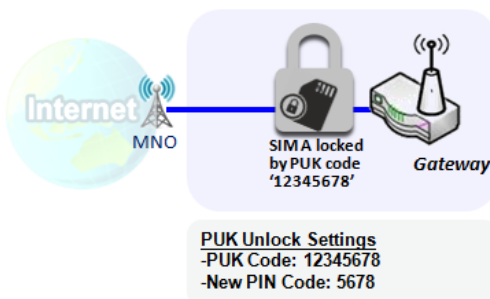 Internet
MNO
SIM A locked
by PUK code
‘12345678’
Gateway
PUK Unlock Settings
-PUK Code: 12345678
-New PIN Code: 5678